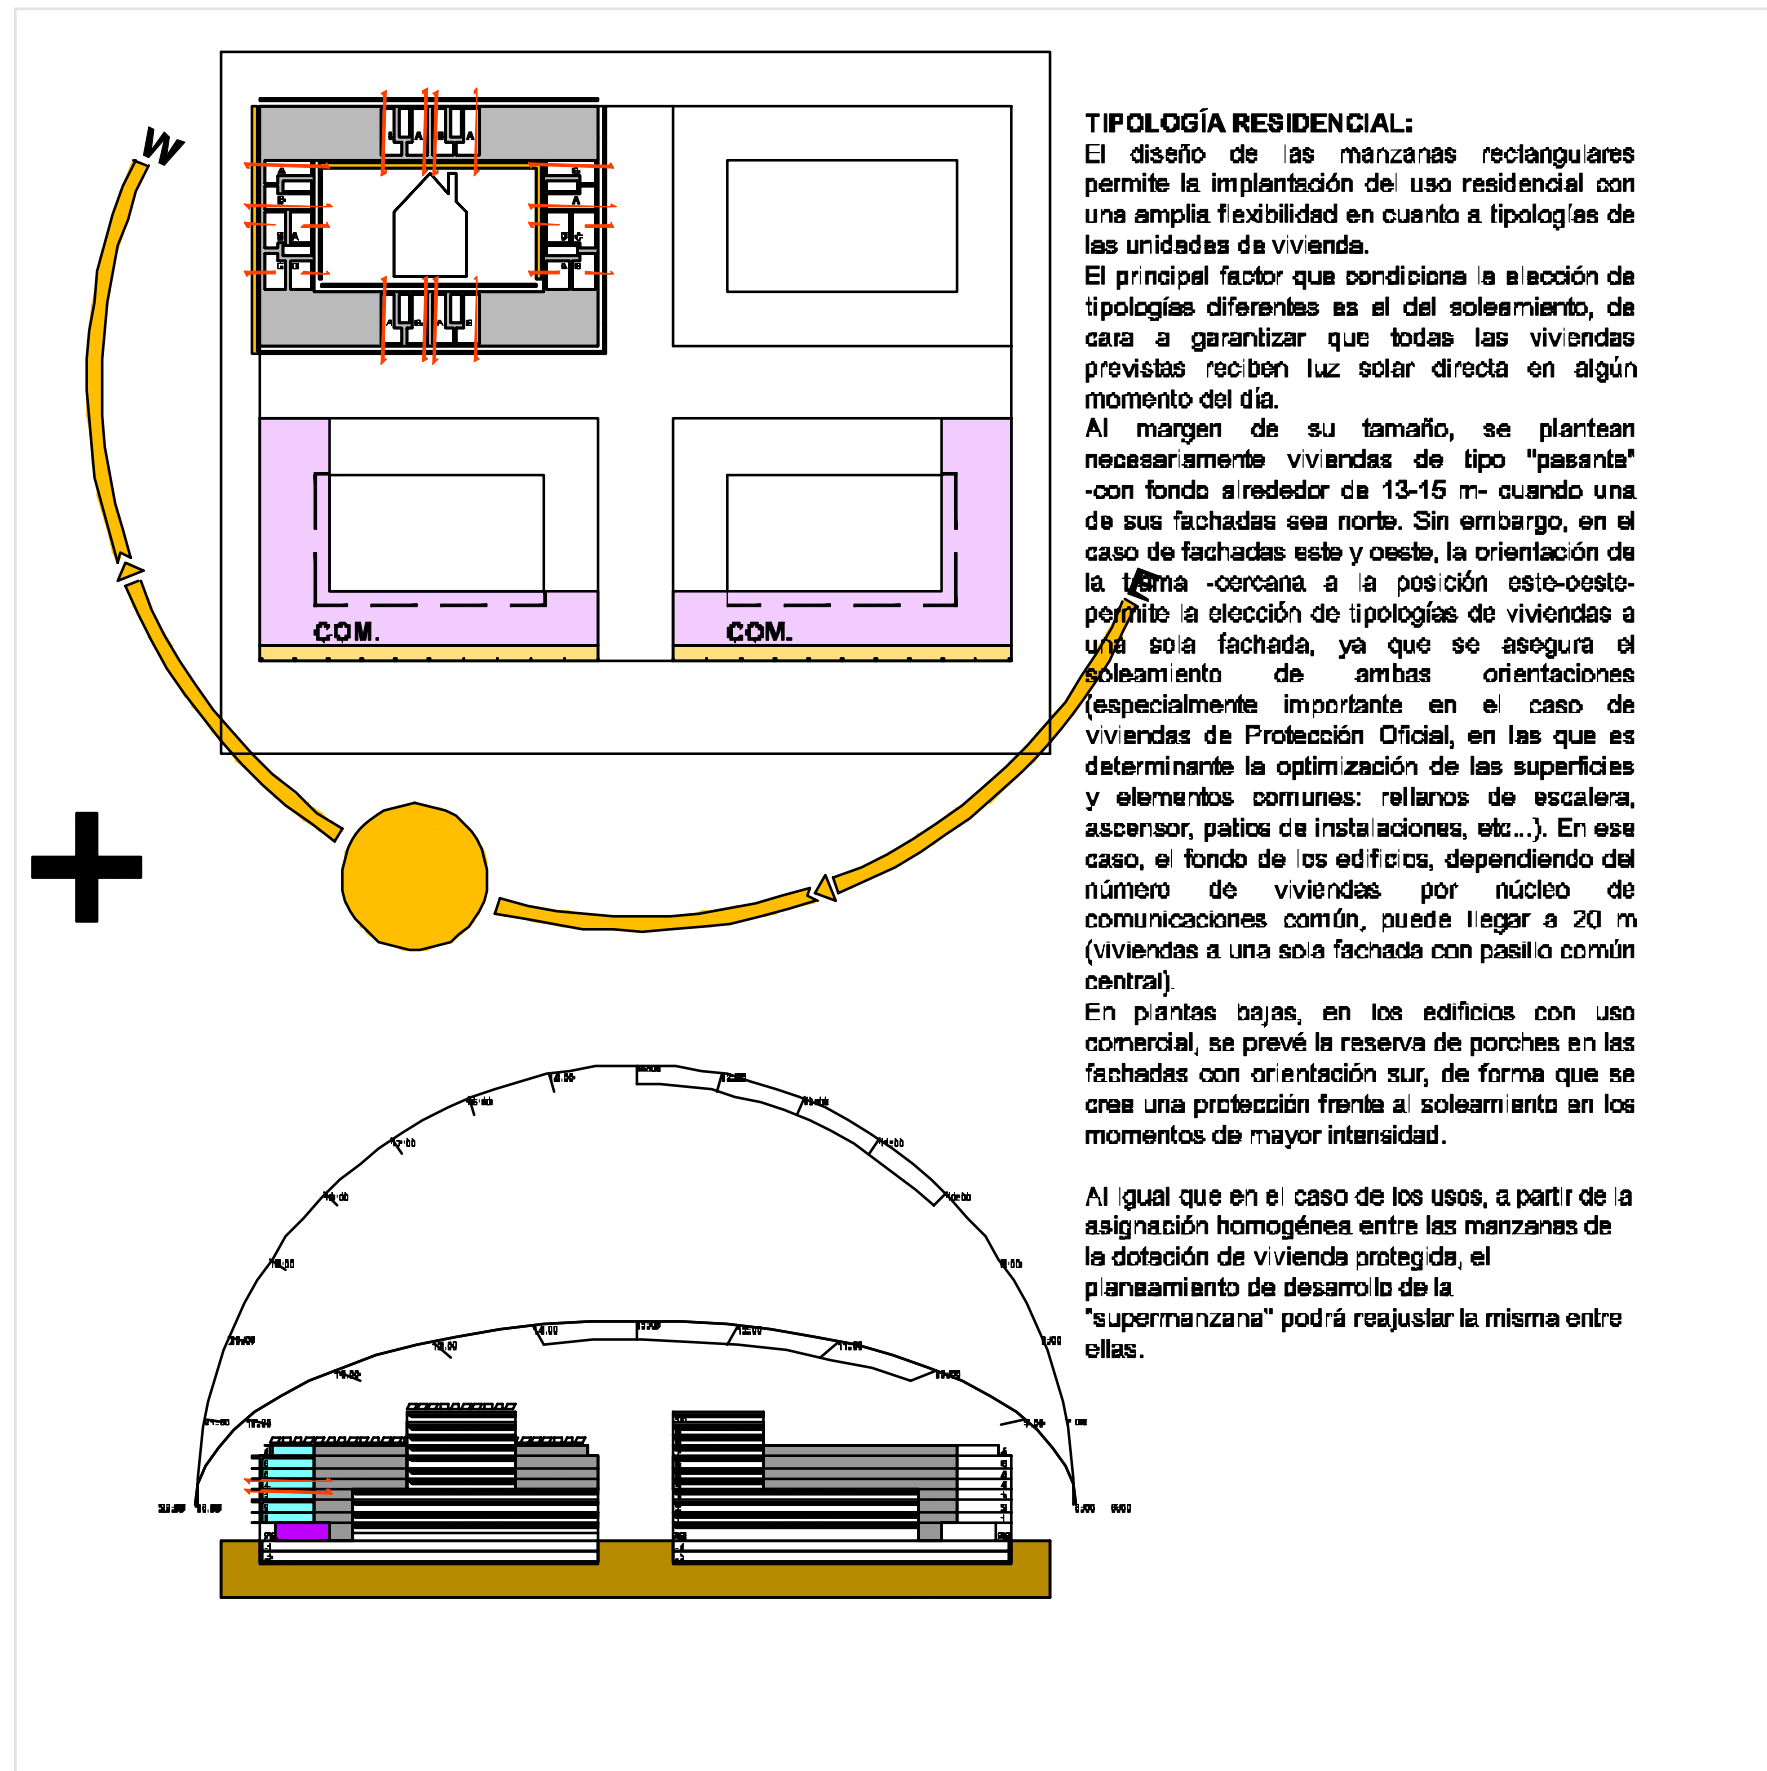 W
TIPOLOGÍA RESIDENCIAL:
El diseño de las manzanas rectangulares
permite la implantación del uso residencial con
una amplia flexibilidad en cuanto a tipologías de
las unidades de vivienda.
El principal factor que condiciona la elección de
tipologías diferentes es el del soleamiento, de
cara a garantizar que todas las viviendas
previstas reciben luz solar directa en algún
momento del día.
Al margen de su tamaño, se plantean
necesariamente viviendas de tipo "pasante"
-con fondo alrededor de 13-15 m- cuando una
de sus fachadas sea norte. Sin embargo, en el
caso de fachadas este y oeste, la orientación de
la trama -cercana a la posición este-oeste-
permite la elección de tipologías de viviendas a
una sola fachada, ya que se asegura el
soleamiento de ambas orientaciones
(especialmente importante en el caso de
viviendas de Protección Oficial, en las que es
determinante la optimización de las superficies
y elementos comunes: rellanos de escalera,
ascensor, patios de instalaciones, etc...). En ese
caso, el fondo de los edificios, dependiendo del
número de viviendas por núcleo de
comunicaciones común, puede llegar a 20 m
(viviendas a una sola fachada con pasillo común
central).
En plantas bajas, en los edificios con uso
comercial, se prevé la reserva de porches en las
fachadas con orientación sur, de forma que se
cree una protección frente al soleamiento en los
momentos de mayor intensidad.
Al igual que en el caso de los usos, a partir de la
asignación homogénea entre las manzanas de
la dotación de vivienda protegida, el
planeamiento de desarrollo de la
"supermanzana" podrá reajustar la misma entre
ellas.
COM.
COM.